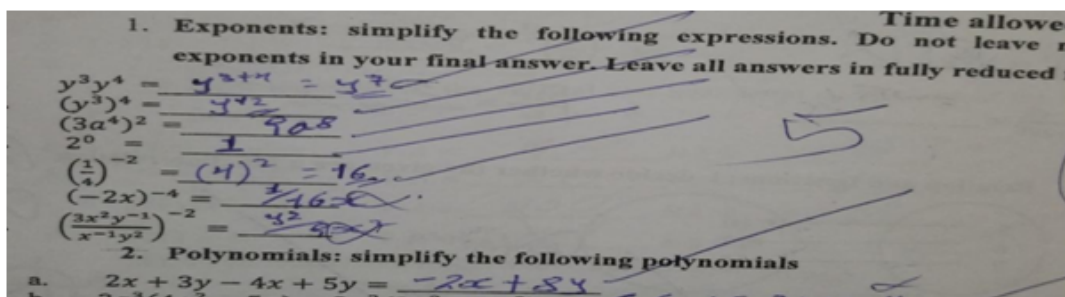 Time allowe
1. Exponents: simplify the following expressions. Do not leave
exponents in your final answer. Leave all answers in fully reduced
y³y⁴ = y³⁺⁴ = y⁷
(y³)⁴ = y¹²
(3a⁴)² = 9a⁸
2⁰ = 1
(1/4)⁻² = (4)² = 16
(−2x)⁻⁴ = 1/16
(3x²y⁻¹/x⁻¹y²)⁻² =
5
2. Polynomials: simplify the following polynomials
a. 2x + 3y − 4x + 5y = -2x + 8y